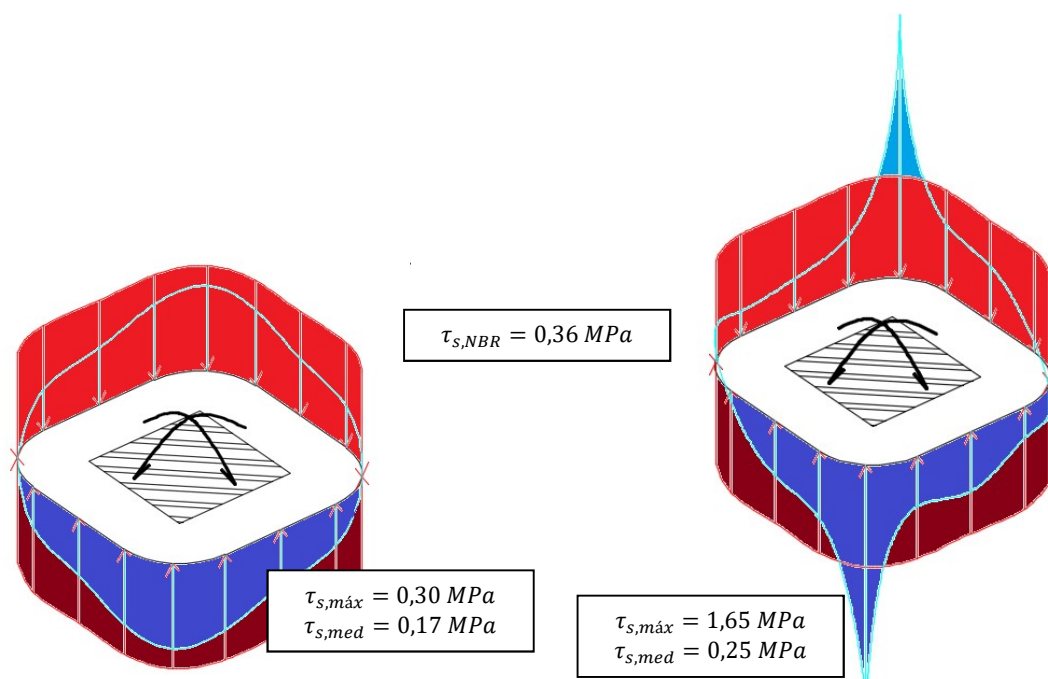 τ_{s,NBR} = 0,36 MPa
τ_{s,máx} = 0,30 MPa
τ_{s,med} = 0,17 MPa
τ_{s,máx} = 1,65 MPa
τ_{s,med} = 0,25 MPa